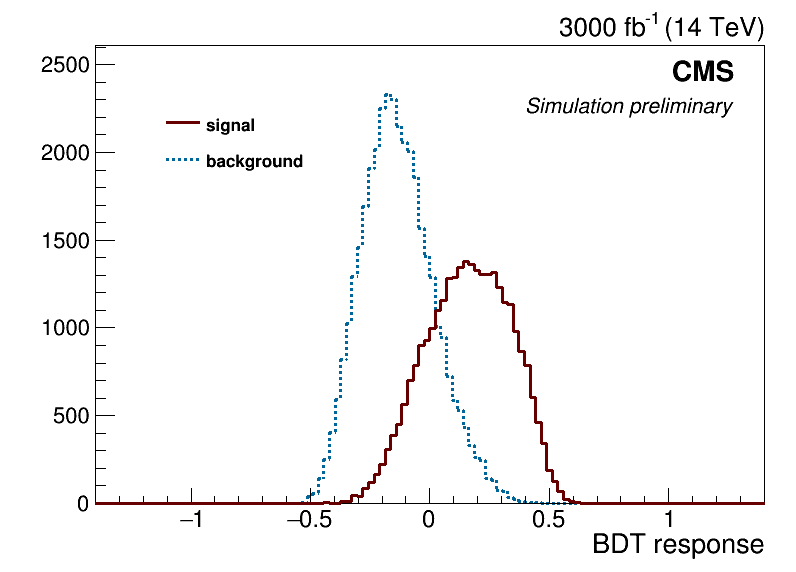 3000 fb⁻¹ (14 TeV)
CMS
Simulation preliminary
signal
background
2500
2000
1500
1000
500
0
−1 −0.5 0 0.5 1
BDT response